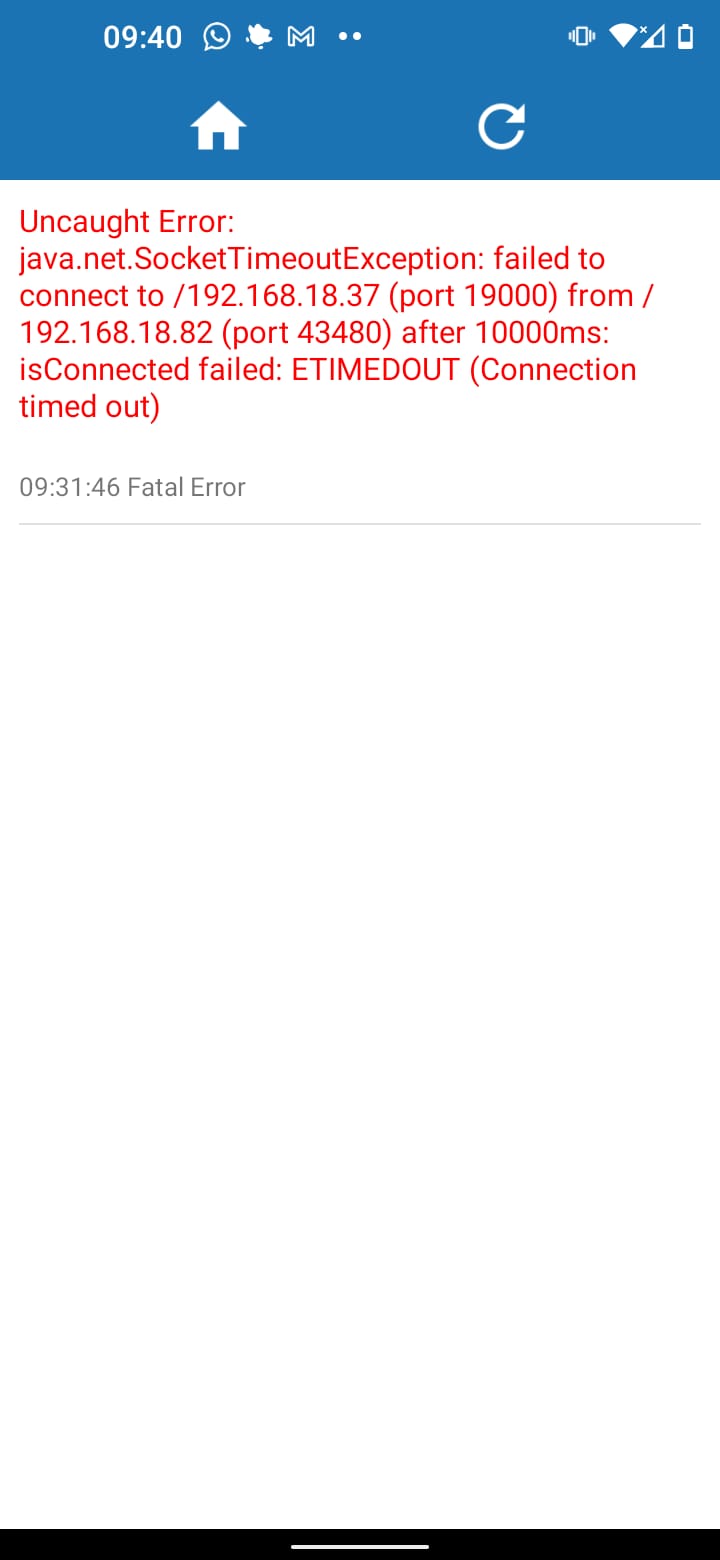 09:40
Uncaught Error:
java.net.SocketTimeoutException: failed to
connect to /192.168.18.37 (port 19000) from /
192.168.18.82 (port 43480) after 10000ms:
isConnected failed: ETIMEDOUT (Connection
timed out)
09:31:46 Fatal Error